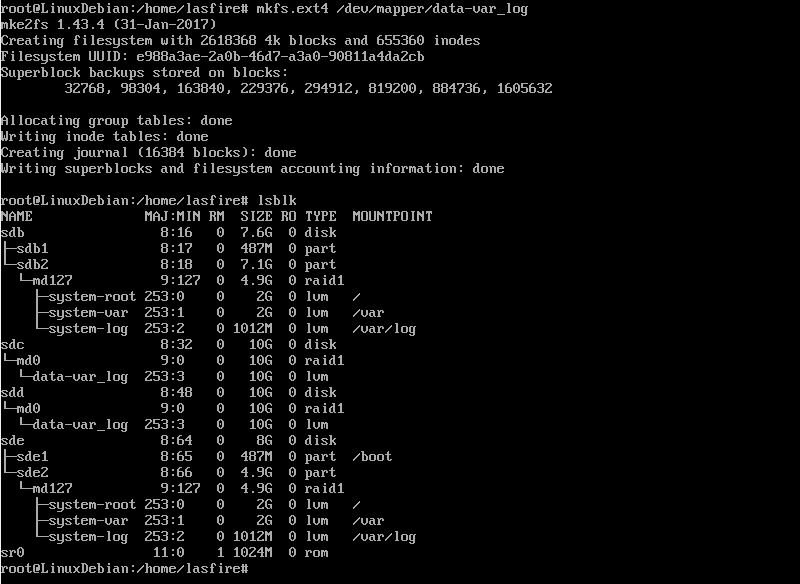 root@LinuxDebian:/home/lasfire# mkfs.ext4 /dev/mapper/data-var_log
mke2fs 1.43.4 (31-Jan-2017)
Creating filesystem with 2618368 4k blocks and 655360 inodes
Filesystem UUID: e988a3ae-2a0b-46d7-a3a0-90811a4da2cb
Superblock backups stored on blocks:
        32768, 98304, 163840, 229376, 294912, 819200, 884736, 1605632

Allocating group tables: done
Writing inode tables: done
Creating journal (16384 blocks): done
Writing superblocks and filesystem accounting information: done

root@LinuxDebian:/home/lasfire# lsblk
NAME              MAJ:MIN RM  SIZE RO TYPE  MOUNTPOINT
sdb                 8:16   0  7.6G  0 disk
├─sdb1              8:17   0  487M  0 part
└─sdb2              8:18   0  7.1G  0 part
  └─md127           9:127  0  4.9G  0 raid1
    ├─system-root 253:0    0    2G  0 lvm   /
    ├─system-var  253:1    0    2G  0 lvm   /var
    └─system-log  253:2    0 1012M  0 lvm   /var/log
sdc                 8:32   0   10G  0 disk
└─md0               9:0    0   10G  0 raid1
  └─data-var_log  253:3    0   10G  0 lvm
sdd                 8:48   0   10G  0 disk
└─md0               9:0    0   10G  0 raid1
  └─data-var_log  253:3    0   10G  0 lvm
sde                 8:64   0    8G  0 disk
├─sde1              8:65   0  487M  0 part  /boot
└─sde2              8:66   0  4.9G  0 part
  └─md127           9:127  0  4.9G  0 raid1
    ├─system-root 253:0    0    2G  0 lvm   /
    ├─system-var  253:1    0    2G  0 lvm   /var
    └─system-log  253:2    0 1012M  0 lvm   /var/log
sr0                11:0    1 1024M  0 rom
root@LinuxDebian:/home/lasfire#